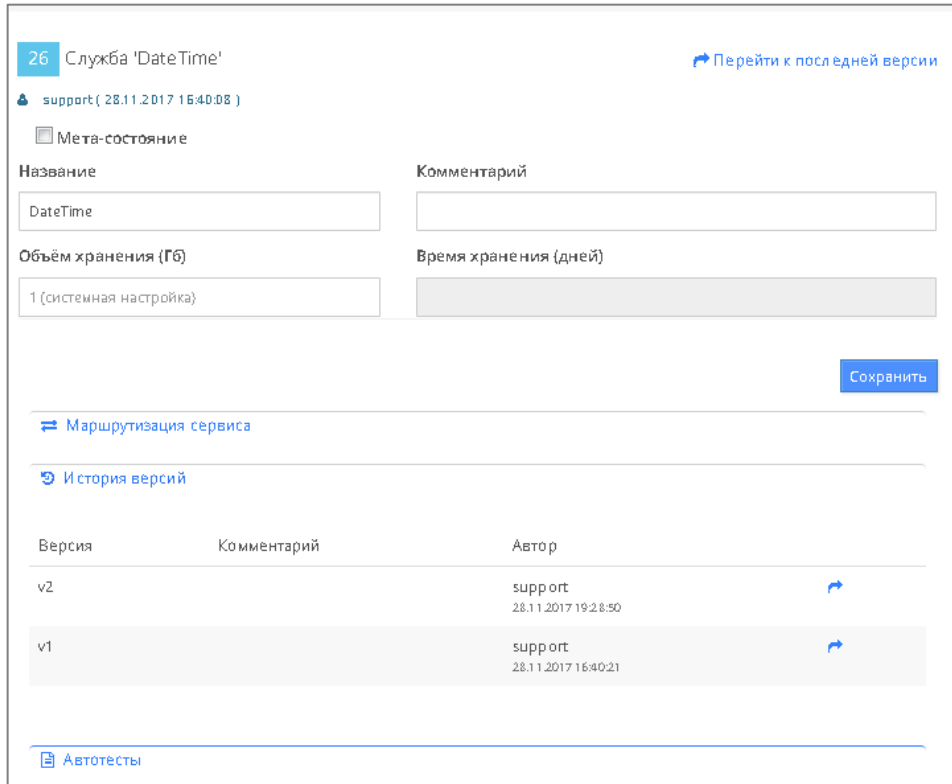 26 Служба 'DateTime'
Перейти к последней версии
support ( 28.11.2017 16:40:08 )
Мета-состояние
Название
Комментарий
DateTime
Объём хранения (Гб)
Время хранения (дней)
1 (системная настройка)
Сохранить
Маршрутизация сервиса
История версий
Версия Комментарий Автор
v2 support
28.11.2017 19:28:50
v1 support
28.11.2017 16:40:21
Автотесты